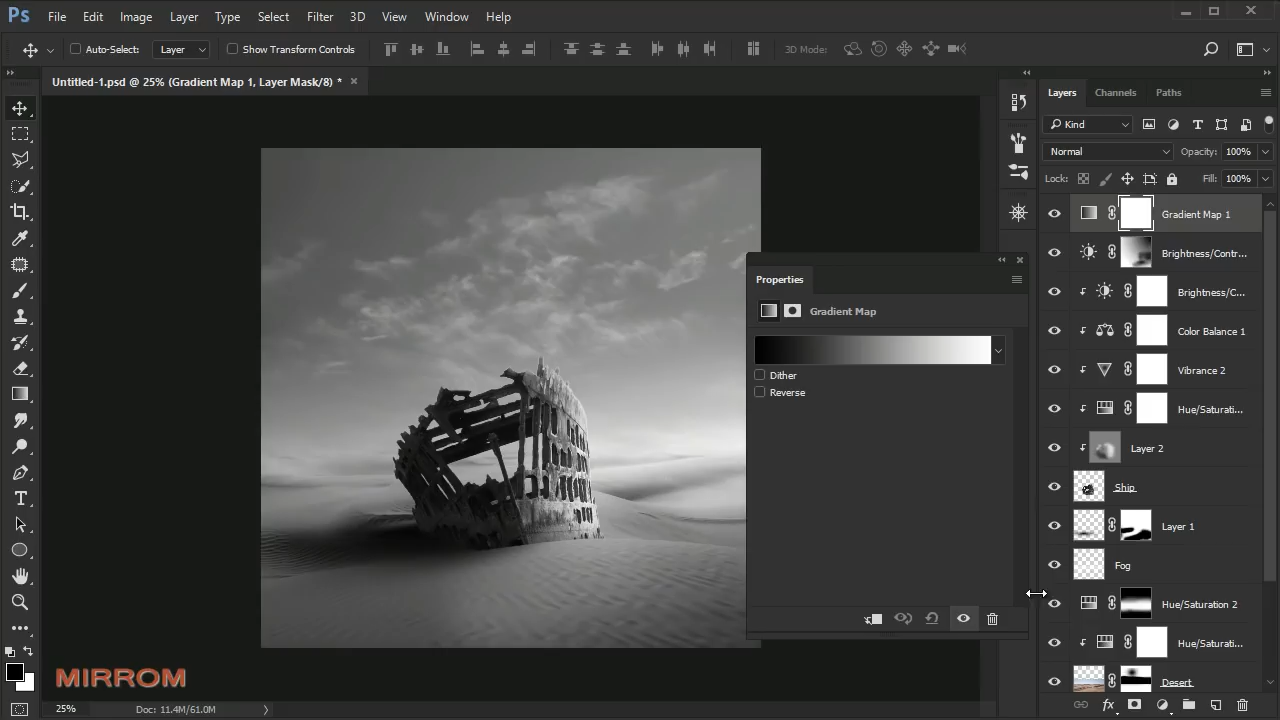 Ps File Edit Image Layer Type Select Filter 3D View Window Help
Auto-Select: Layer Show Transform Controls 3D Mode:
Untitled-1.psd @ 25% (Gradient Map 1, Layer Mask/8) *
Layers Channels Paths
Kind
Normal Opacity: 100%
Lock: Fill: 100%
Gradient Map 1
Brightness/Contr...
Brightness/C...
Color Balance 1
Vibrance 2
Hue/Saturati...
Layer 2
Ship
Layer 1
Fog
Hue/Saturation 2
Hue/Saturati...
Desert
Properties
Gradient Map
Dither
Reverse
MIRROM
25% Doc: 11.4M/61.0M